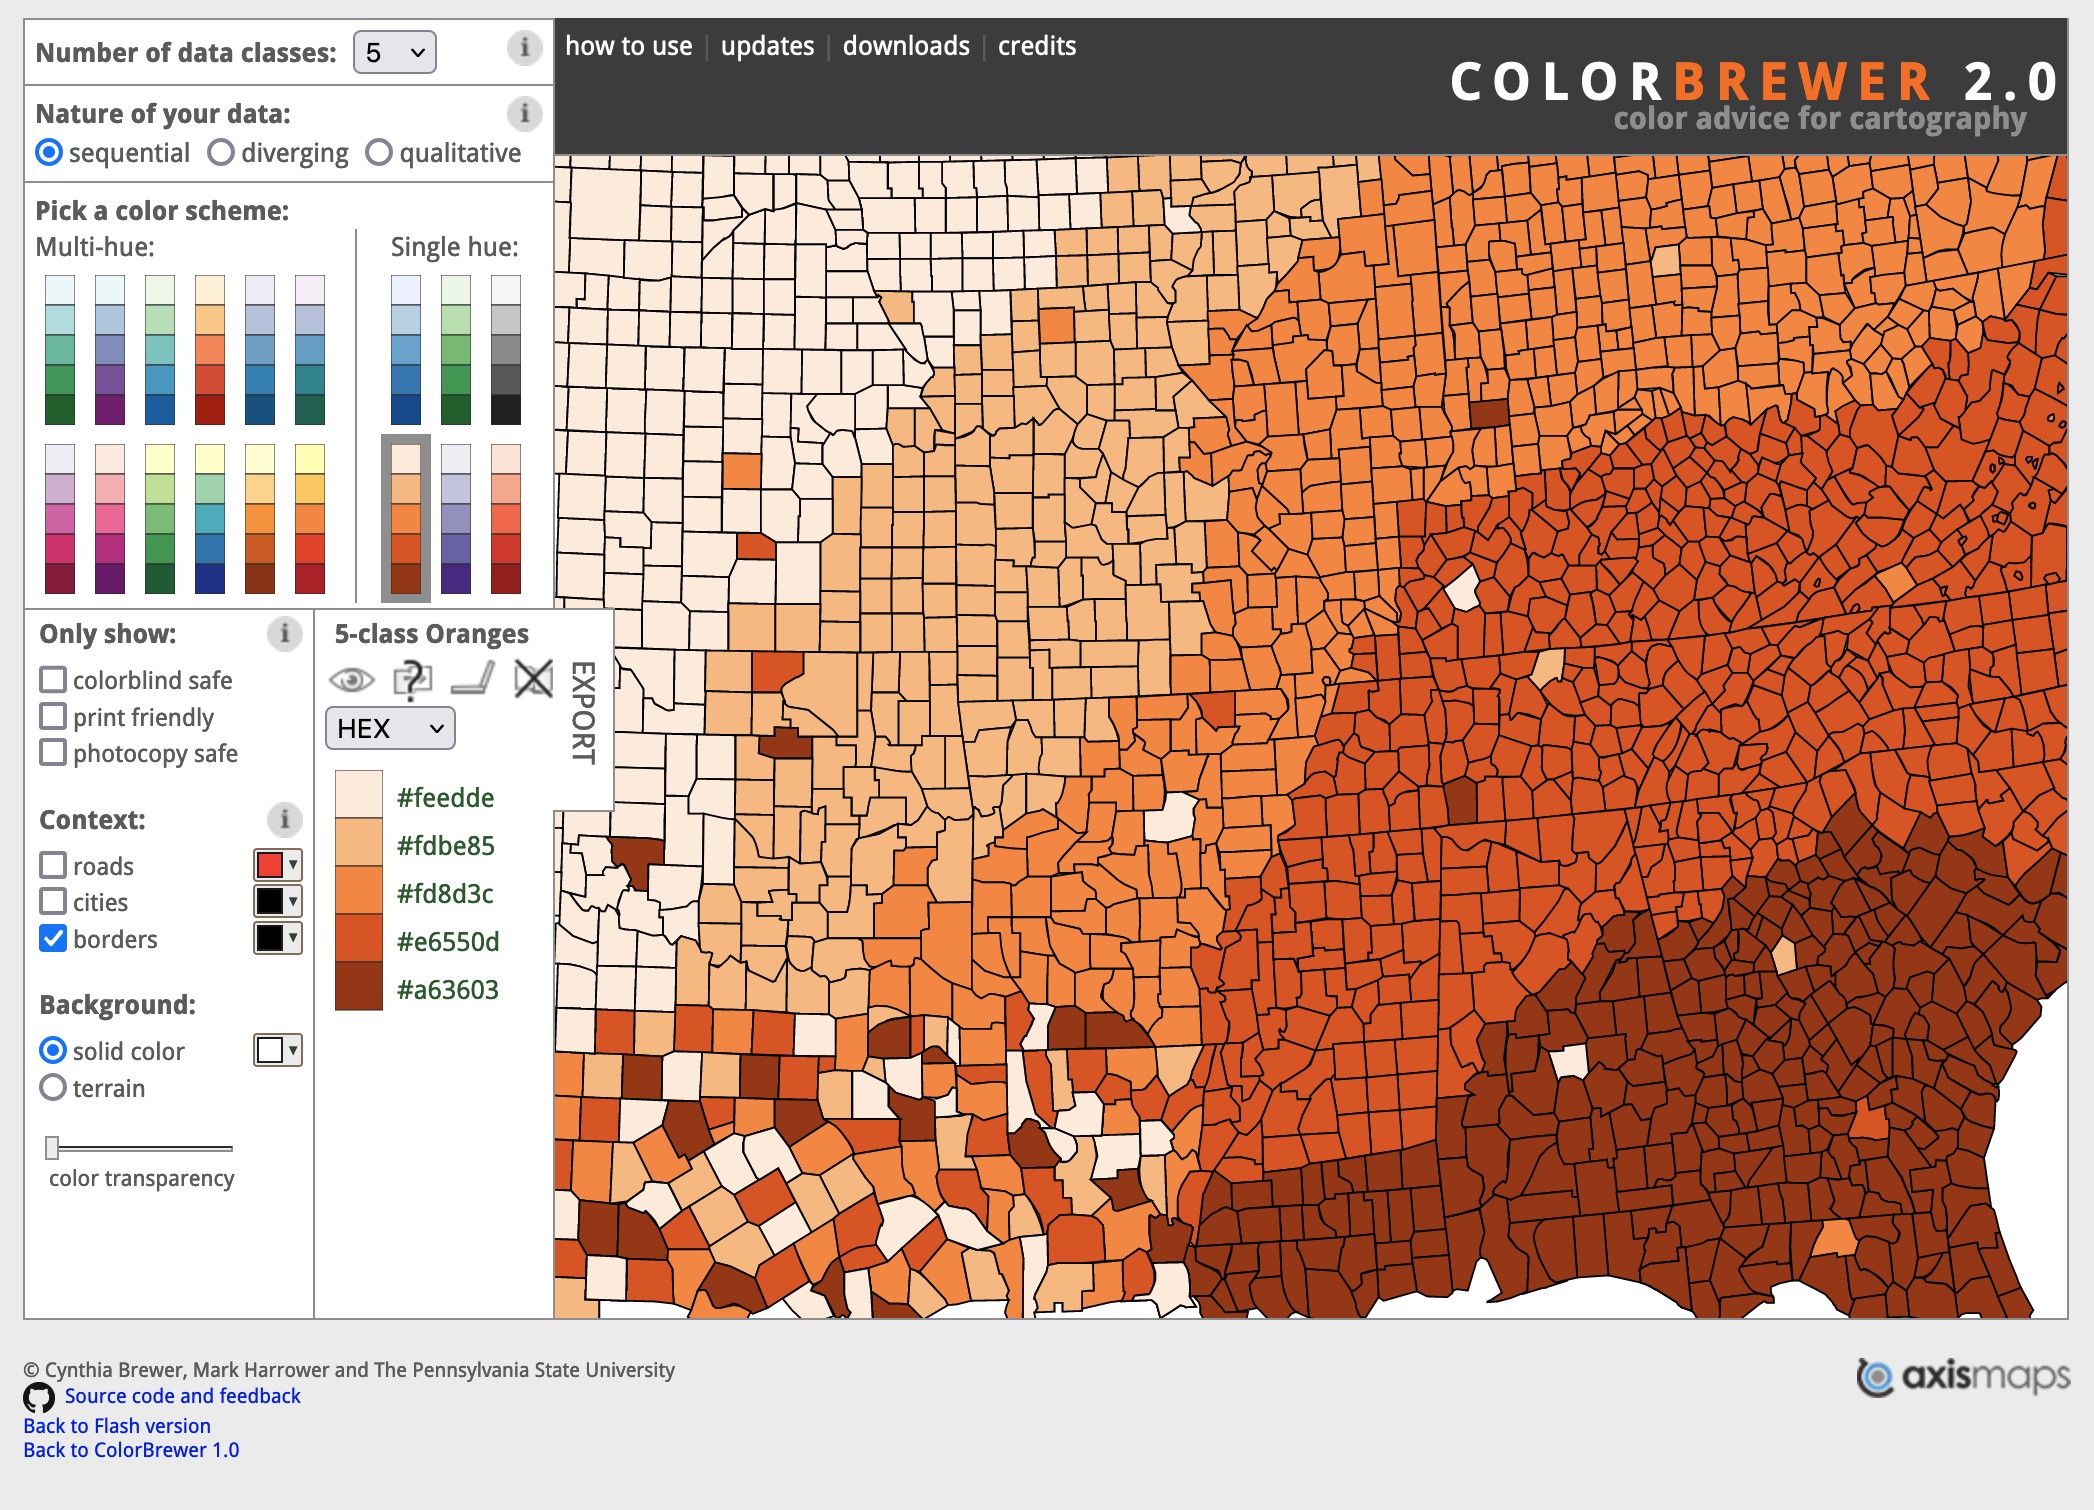 Number of data classes: 5
how to use | updates | downloads | credits
COLORBREWER 2.0
color advice for cartography
Nature of your data:
sequential diverging qualitative
Pick a color scheme:
Multi-hue: Single hue:
Only show:
colorblind safe
print friendly
photocopy safe
Context:
roads
cities
borders
Background:
solid color
terrain
color transparency
5-class Oranges
HEX
EXPORT
#feedde
#fdbe85
#fd8d3c
#e6550d
#a63603
© Cynthia Brewer, Mark Harrower and The Pennsylvania State University
Source code and feedback
Back to Flash version
Back to ColorBrewer 1.0
axismaps